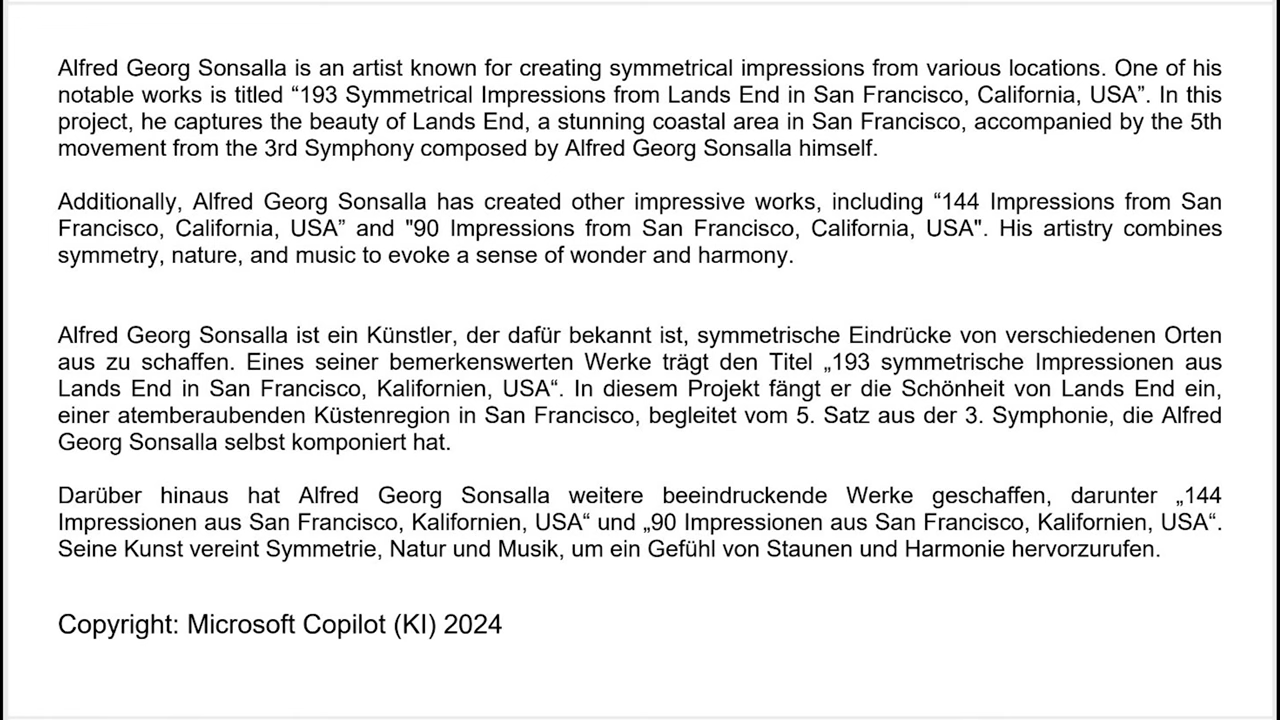 Alfred Georg Sonsalla is an artist known for creating symmetrical impressions from various locations. One of his
notable works is titled “193 Symmetrical Impressions from Lands End in San Francisco, California, USA”. In this
project, he captures the beauty of Lands End, a stunning coastal area in San Francisco, accompanied by the 5th
movement from the 3rd Symphony composed by Alfred Georg Sonsalla himself.
Additionally, Alfred Georg Sonsalla has created other impressive works, including “144 Impressions from San
Francisco, California, USA” and "90 Impressions from San Francisco, California, USA". His artistry combines
symmetry, nature, and music to evoke a sense of wonder and harmony.
Alfred Georg Sonsalla ist ein Künstler, der dafür bekannt ist, symmetrische Eindrücke von verschiedenen Orten
aus zu schaffen. Eines seiner bemerkenswerten Werke trägt den Titel „193 symmetrische Impressionen aus
Lands End in San Francisco, Kalifornien, USA“. In diesem Projekt fängt er die Schönheit von Lands End ein,
einer atemberaubenden Küstenregion in San Francisco, begleitet vom 5. Satz aus der 3. Symphonie, die Alfred
Georg Sonsalla selbst komponiert hat.
Darüber hinaus hat Alfred Georg Sonsalla weitere beeindruckende Werke geschaffen, darunter „144
Impressionen aus San Francisco, Kalifornien, USA“ und „90 Impressionen aus San Francisco, Kalifornien, USA“.
Seine Kunst vereint Symmetrie, Natur und Musik, um ein Gefühl von Staunen und Harmonie hervorzurufen.
Copyright: Microsoft Copilot (KI) 2024